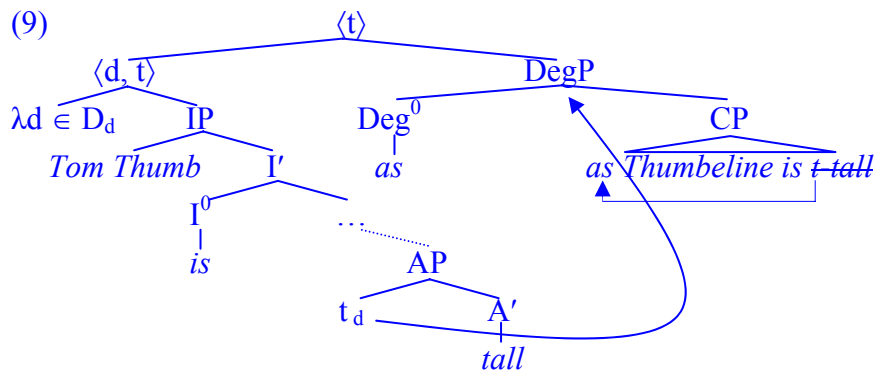 (9) ⟨t⟩
⟨d, t⟩ DegP
λd ∈ D_d IP Deg⁰ CP
Tom Thumb I′ as as Thumbeline is t-tall
I⁰ …
is AP
t_d A′
tall